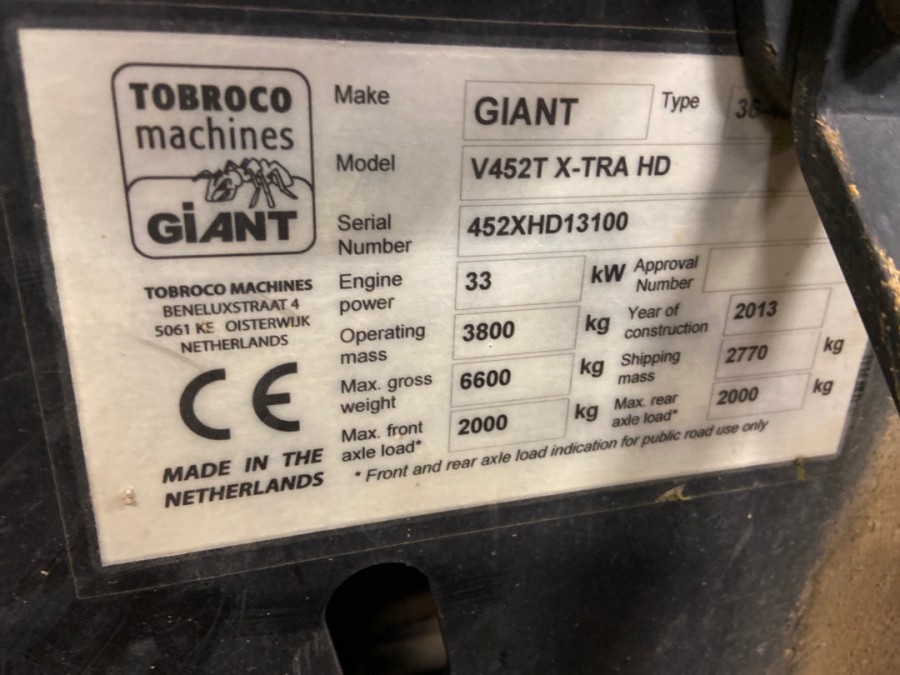 TOBROCO
machines
GiANT
TOBROCO MACHINES
BENELUXSTRAAT 4
5061 KE OISTERWIJK
NETHERLANDS
CE
MADE IN THE
NETHERLANDS
Make GIANT Type
Model V452T X-TRA HD
Serial Number 452XHD13100
Engine power 33 kW Approval Number
Operating mass 3800 kg Year of construction 2013
Max. gross weight 6600 kg Shipping mass 2770 kg
Max. front axle load* 2000 kg Max. rear axle load* 2000 kg
* Front and rear axle load indication for public road use only